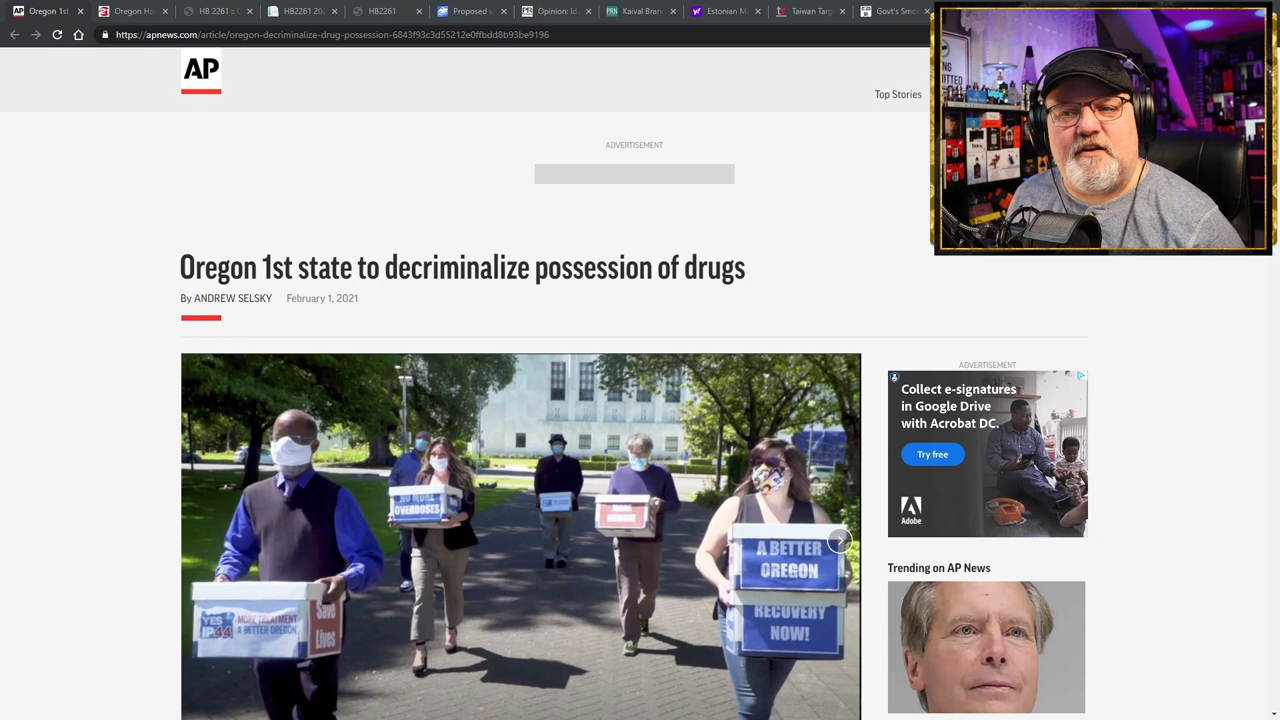 Oregon 1st
Oregon Ho
HB 2261
HB2261 20
HB2261
Proposed
Opinion: I
Kaival Bran
Estonian M
Taiwan Targ
Govt's Smo
https://apnews.com/article/oregon-decriminalize-drug-possession-6843f93c3d55212e0ffbdd8b93be9196
AP
Top Stories
ADVERTISEMENT
Oregon 1st state to decriminalize possession of drugs
By ANDREW SELSKY February 1, 2021
ADVERTISEMENT
Collect e-signatures
in Google Drive
with Acrobat DC.
Try free
Adobe
NO MORE
OVERDOSES
A BETTER
OREGON
RECOVERY
NOW!
YES
IP 44
MORE TREATMENT
A BETTER OREGON
Save
Lives
Trending on AP News